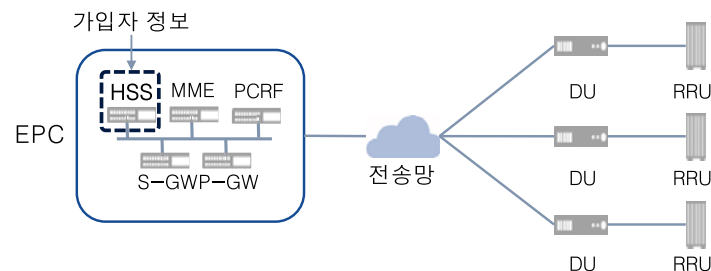 가입자 정보
HSS
MME
PCRF
EPC
S-GWP-GW
전송망
DU
RRU
DU
RRU
DU
RRU